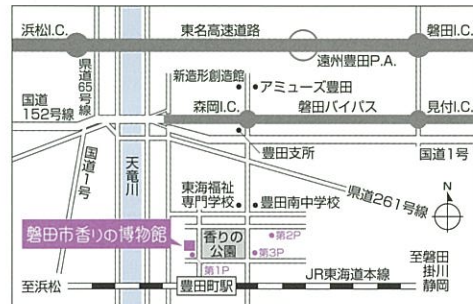 浜松I.C.
東名高速道路
磐田I.C.
遠州豊田P.A.
県道65号線
新造形創造館
アミューズ豊田
国道152号線
森岡I.C.
磐田バイパス
見付I.C.
豊田支所
国道1号
国道1号
天竜川
東海福祉
専門学校
豊田南中学校
県道261号線
N
磐田市香りの博物館
香りの
公園
第2P
第3P
第1P
至浜松
豊田町駅
JR東海道本線
至磐田
掛川
静岡